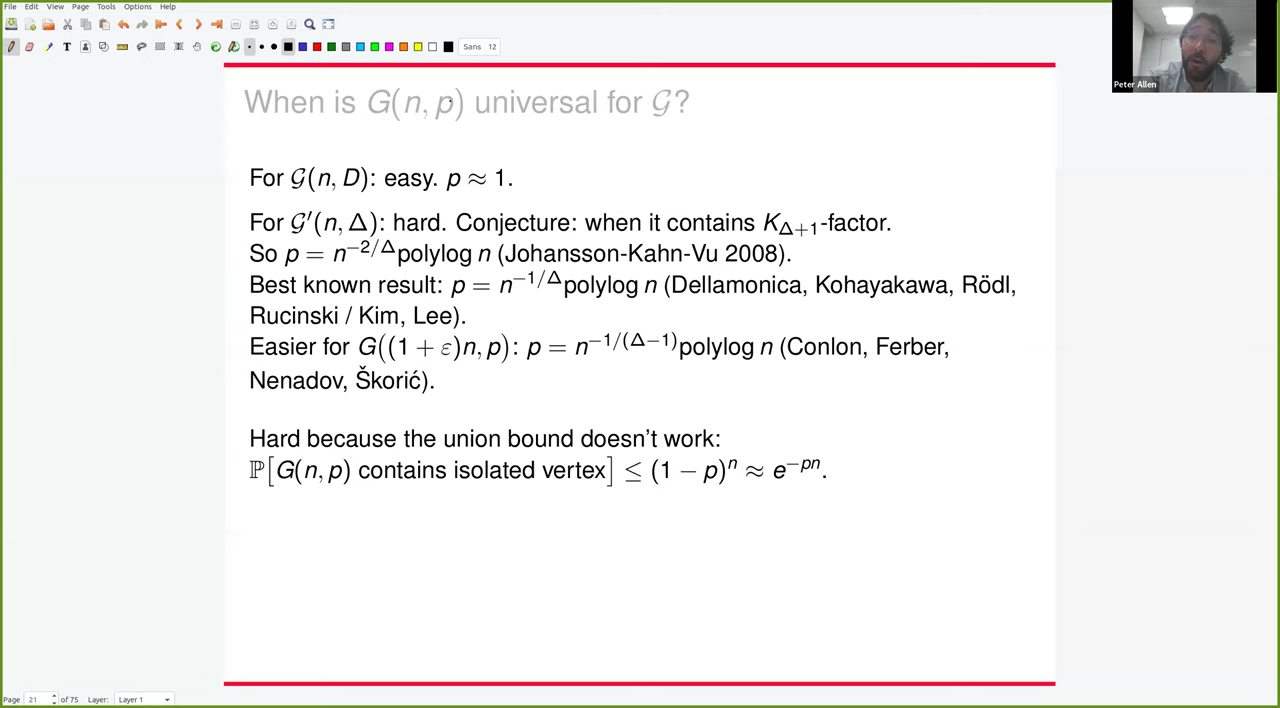 File Edit View Page Tools Options Help
Sans 12
Peter Allen
When is G(n, p) universal for 𝒢?
For 𝒢(n, D): easy. p ≈ 1.
For 𝒢′(n, Δ): hard. Conjecture: when it contains K_{Δ+1}-factor.
So p = n^{−2/Δ}polylog n (Johansson-Kahn-Vu 2008).
Best known result: p = n^{−1/Δ}polylog n (Dellamonica, Kohayakawa, Rödl,
Rucinski / Kim, Lee).
Easier for G((1 + ε)n, p): p = n^{−1/(Δ−1)}polylog n (Conlon, Ferber,
Nenadov, Škorić).
Hard because the union bound doesn't work:
ℙ[G(n, p) contains isolated vertex] ≤ (1 − p)^n ≈ e^{−pn}.
Page 21 of 75 Layer: Layer 1